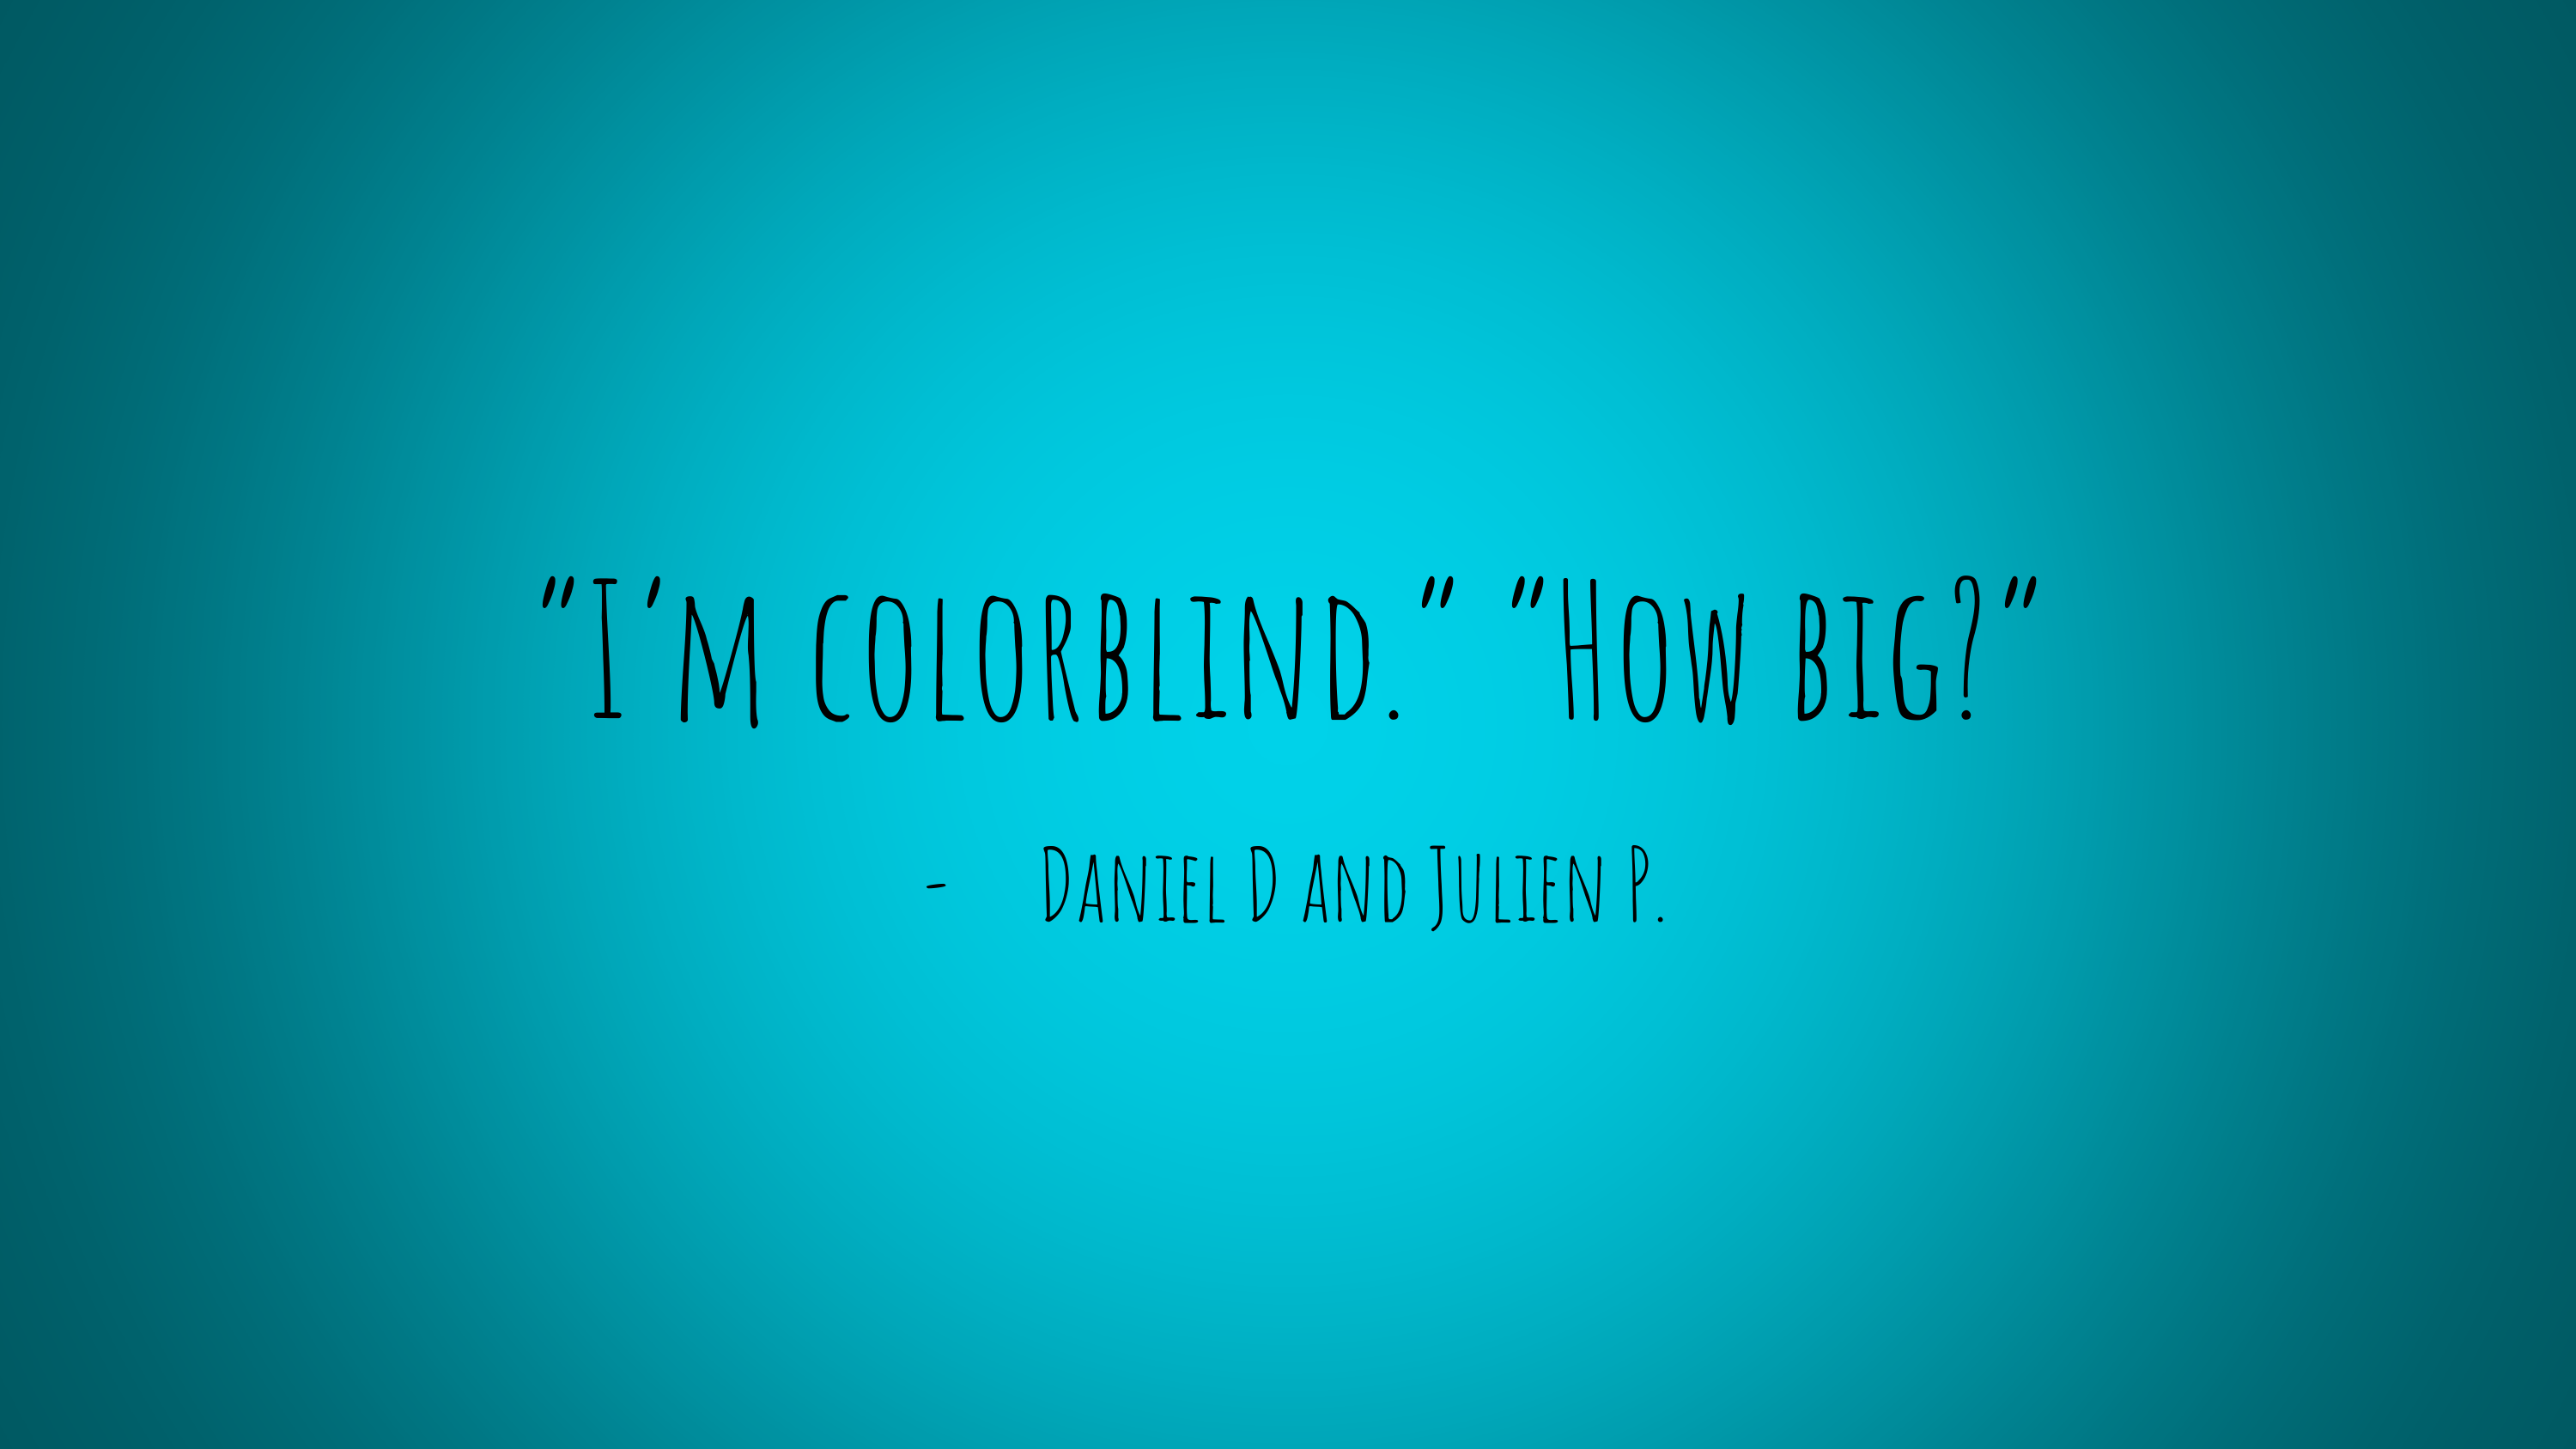 ”I’m colorblind.” ”How big?”
- Daniel D and Julien P.